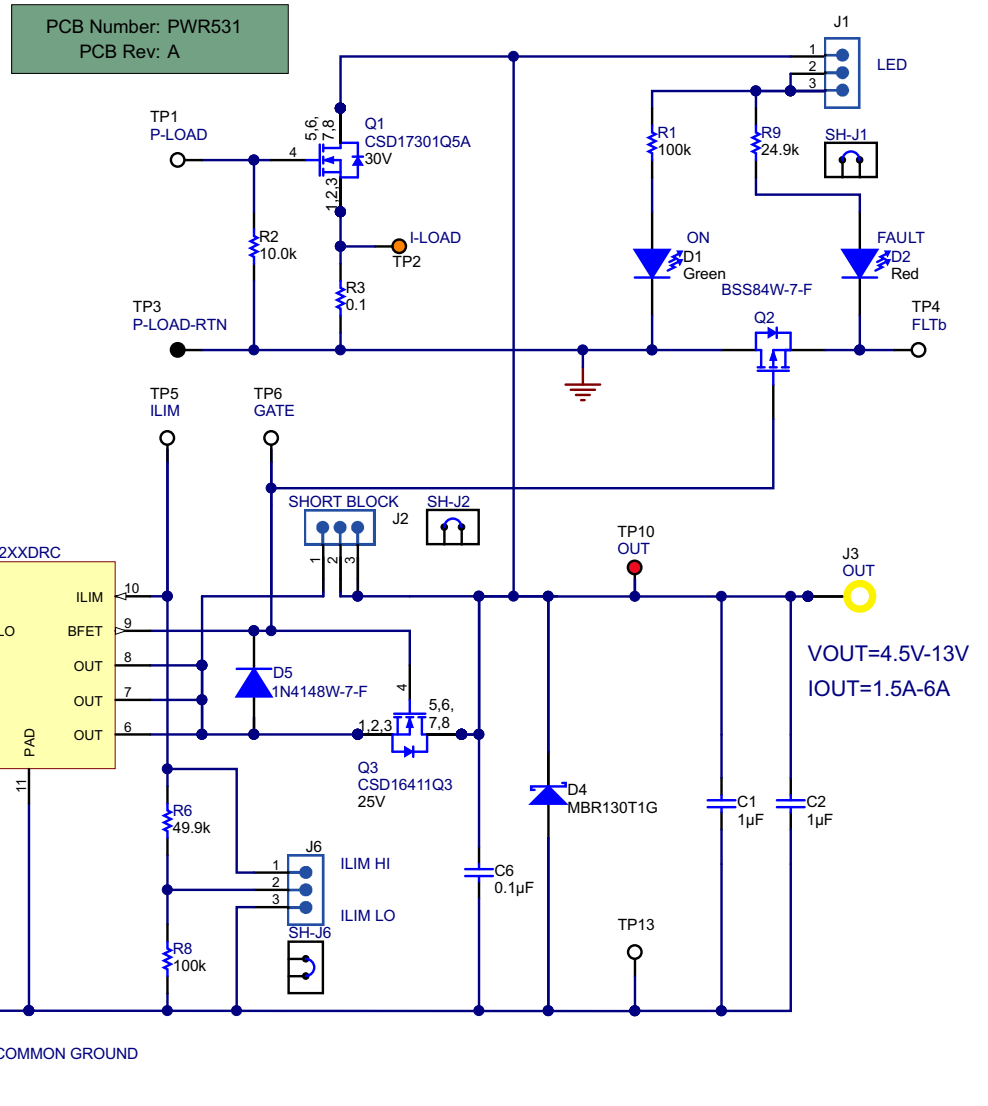 PCB Number: PWR531
PCB Rev: A
J1
1
2
3
LED
TP1
P-LOAD
5,6,
7,8
Q1
CSD17301Q5A
30V
4
1,2,3
R1
100k
R9
24.9k
SH-J1
R2
10.0k
I-LOAD
TP2
R3
0.1
ON
D1
Green
FAULT
D2
Red
BSS84W-7-F
Q2
TP3
P-LOAD-RTN
TP4
FLTb
TP5
ILIM
TP6
GATE
SHORT BLOCK
J2
SH-J2
1
2
3
TP10
OUT
J3
OUT
2XXDRC
ILIM
10
LO
BFET
9
OUT
8
OUT
7
OUT
6
PAD
11
D5
1N4148W-7-F
4
1,2,3
5,6,
7,8
Q3
CSD16411Q3
25V
VOUT=4.5V-13V
IOUT=1.5A-6A
D4
MBR130T1G
C1
1µF
C2
1µF
R6
49.9k
J6
1
2
3
ILIM HI
ILIM LO
SH-J6
C6
0.1µF
R8
100k
TP13
COMMON GROUND